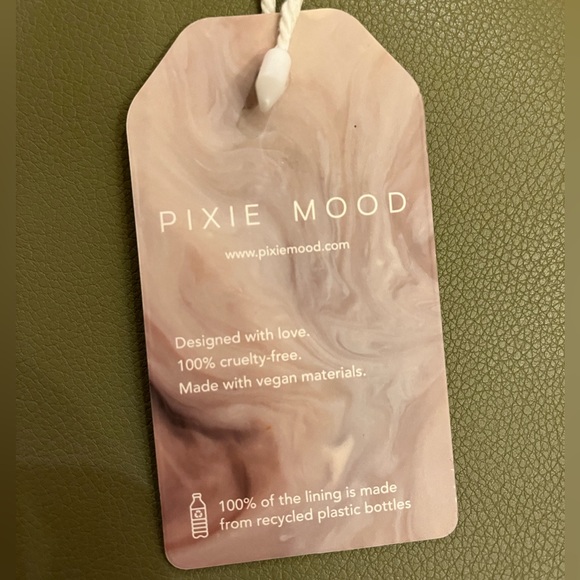 PIXIE MOOD
www.pixiemood.com
Designed with love.
100% cruelty-free.
Made with vegan materials.
100% of the lining is made
from recycled plastic bottles